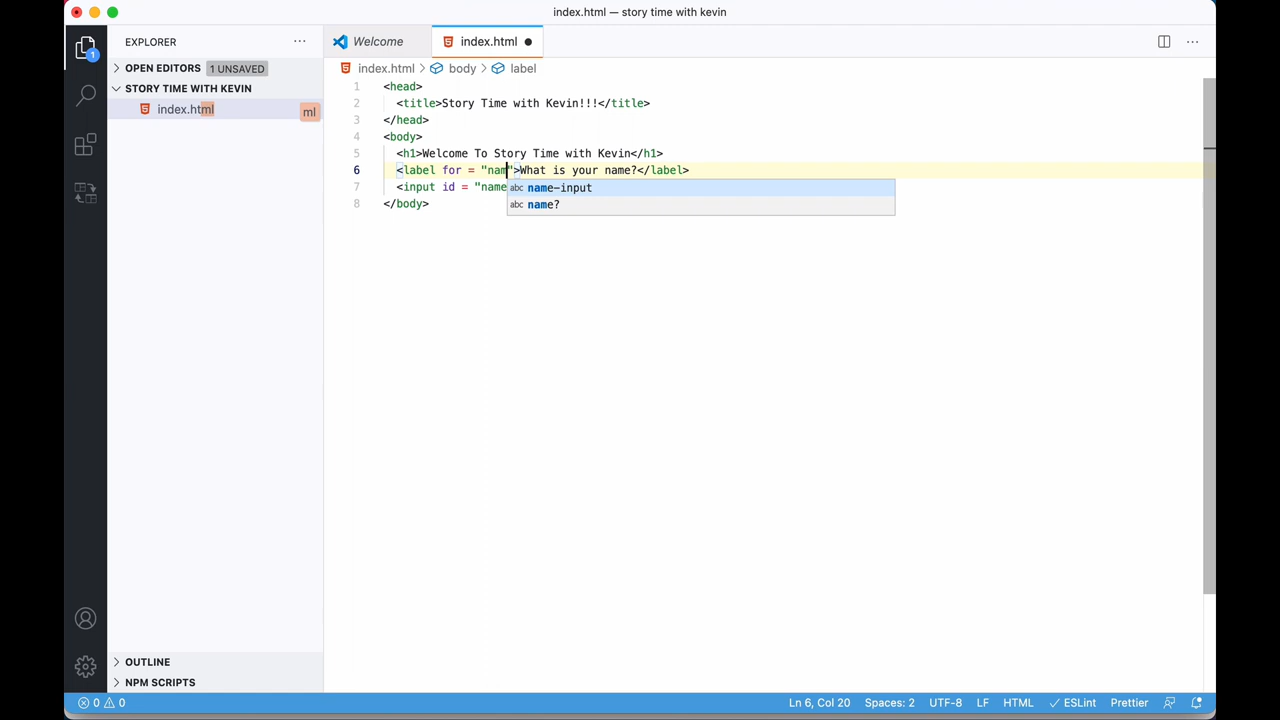 index.html — story time with kevin
EXPLORER
···
Welcome
index.html
1
OPEN EDITORS 1 UNSAVED
STORY TIME WITH KEVIN
index.html
ml
index.html > body > label
1 <head>
2 <title>Story Time with Kevin!!!</title>
3 </head>
4 <body>
5 <h1>Welcome To Story Time with Kevin</h1>
6 <label for = "nam">What is your name?</label>
7 <input id = "name
8 </body>
abc name-input
abc name?
OUTLINE
NPM SCRIPTS
0 0
Ln 6, Col 20 Spaces: 2 UTF-8 LF HTML ESLint Prettier